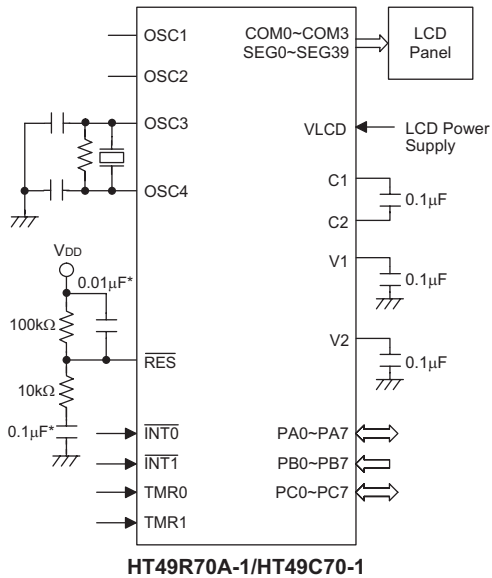 OSC1
OSC2
OSC3
OSC4
VDD
0.01μF*
100kΩ
RES
10kΩ
0.1μF*
INT0
INT1
TMR0
TMR1
COM0~COM3
SEG0~SEG39
LCD
Panel
VLCD
LCD Power
Supply
C1
0.1μF
C2
V1
0.1μF
V2
0.1μF
PA0~PA7
PB0~PB7
PC0~PC7
HT49R70A-1/HT49C70-1